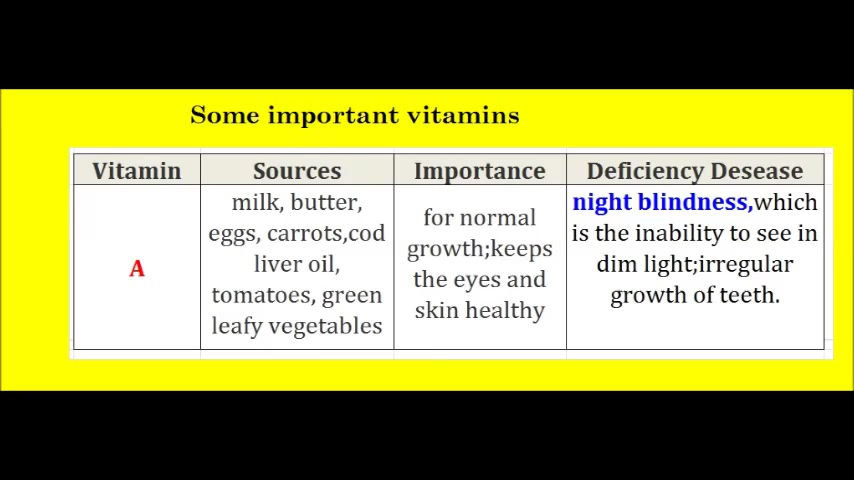 Some important vitamins
Vitamin
Sources
Importance
Deficiency Desease
A
milk, butter,
eggs, carrots,cod
liver oil,
tomatoes, green
leafy vegetables
for normal
growth;keeps
the eyes and
skin healthy
night blindness,which
is the inability to see in
dim light;irregular
growth of teeth.